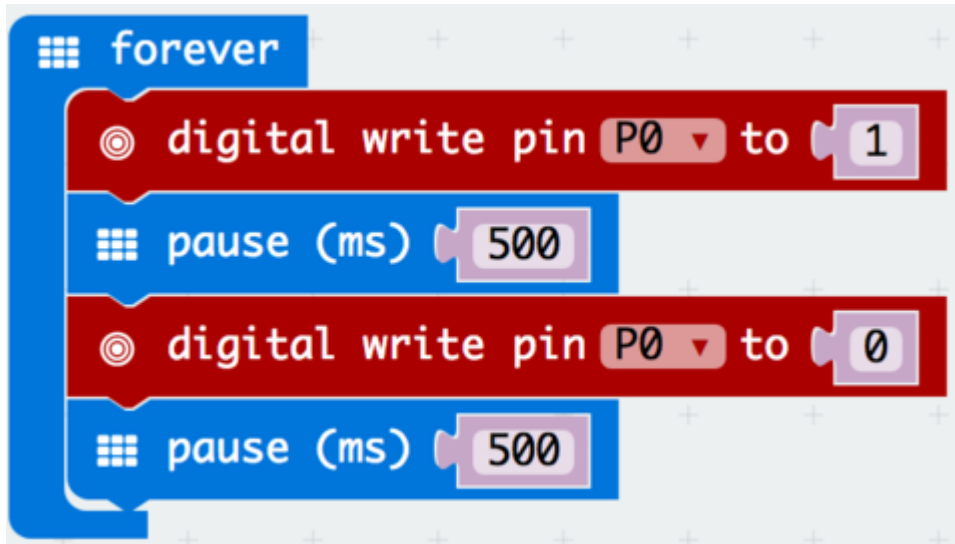 forever
digital write pin P0 to 1
pause (ms) 500
digital write pin P0 to 0
pause (ms) 500